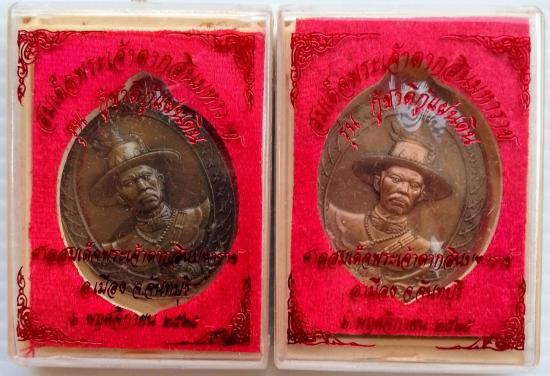 สมเด็จพระเจ้าตากสินมหาราช
รุ่น กู้ชาติกู้แผ่นดิน
ศาลสมเด็จพระเจ้าตากสินมหาราช
อ.เมือง จ.จันทบุรี
๖ พฤศจิกายน ๒๕๒๕
สมเด็จพระเจ้าตากสินมหาราช
รุ่น กู้ชาติกู้แผ่นดิน
ศาลสมเด็จพระเจ้าตากสินมหาราช
อ.เมือง จ.จันทบุรี
๖ พฤศจิกายน ๒๕๒๕